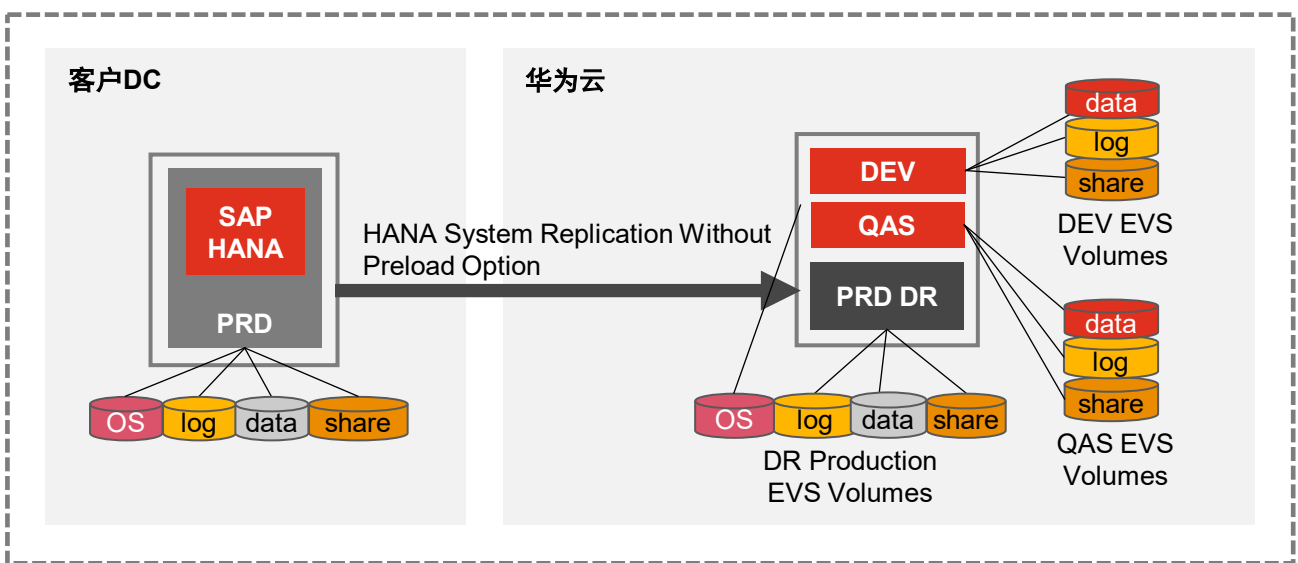 客户DC
SAP
HANA
PRD
OS
log
data
share
HANA System Replication Without
Preload Option
华为云
DEV
QAS
PRD DR
OS
log
data
share
DR Production
EVS Volumes
data
log
share
DEV EVS
Volumes
data
log
share
QAS EVS
Volumes